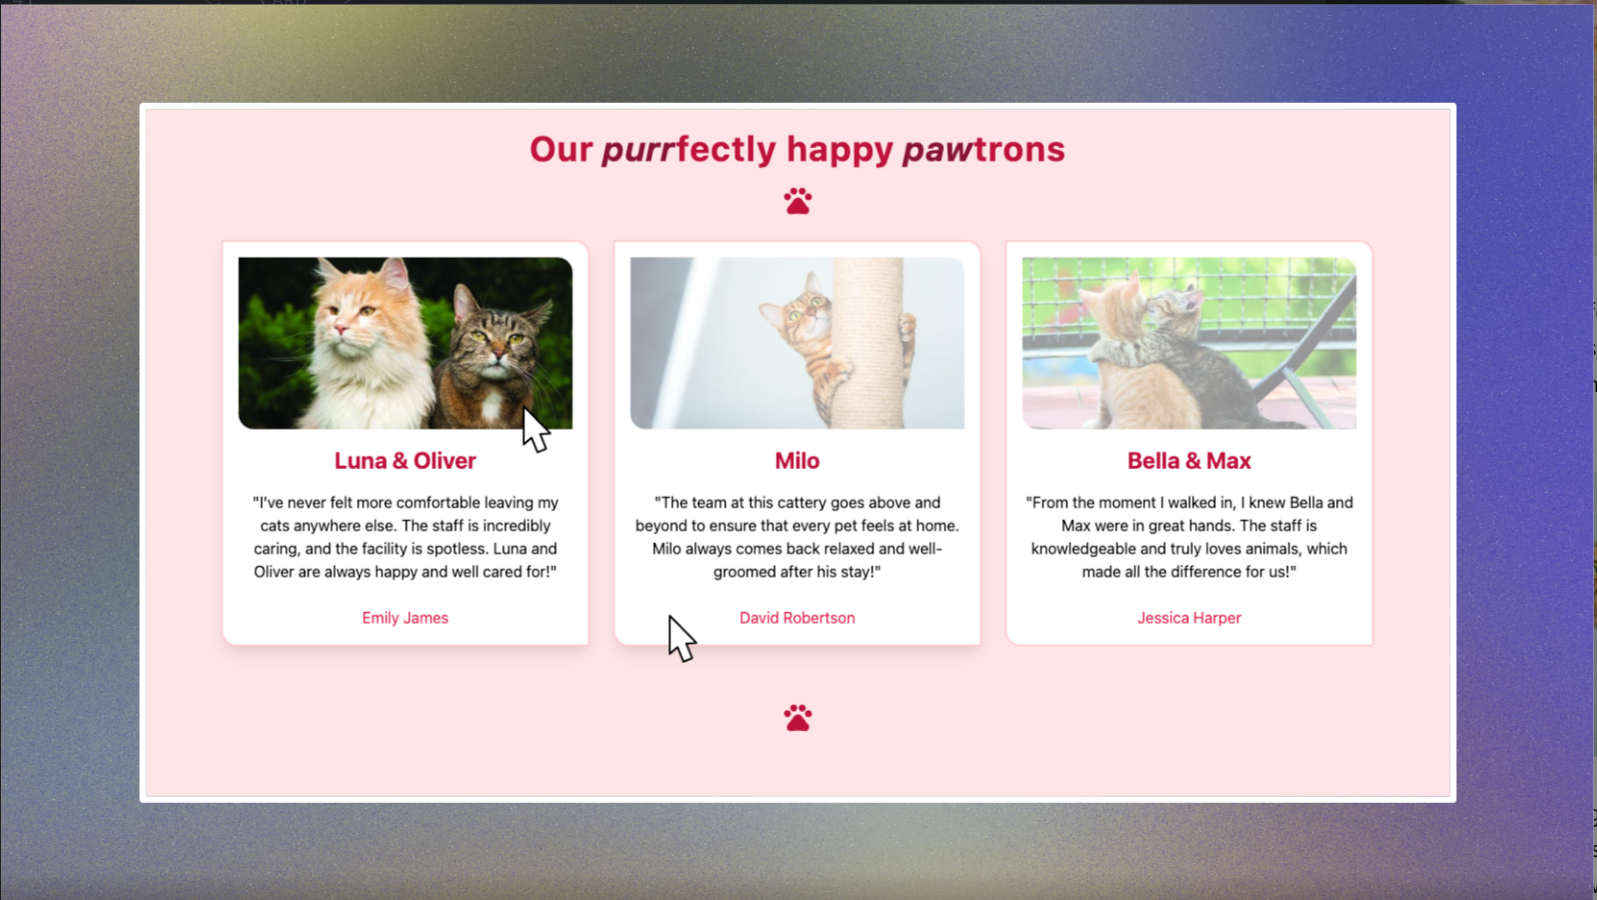 Our purrfectly happy pawtrons
Luna & Oliver
"I've never felt more comfortable leaving my
cats anywhere else. The staff is incredibly
caring, and the facility is spotless. Luna and
Oliver are always happy and well cared for!"
Emily James
Milo
"The team at this cattery goes above and
beyond to ensure that every pet feels at home.
Milo always comes back relaxed and well-
groomed after his stay!"
David Robertson
Bella & Max
"From the moment I walked in, I knew Bella and
Max were in great hands. The staff is
knowledgeable and truly loves animals, which
made all the difference for us!"
Jessica Harper